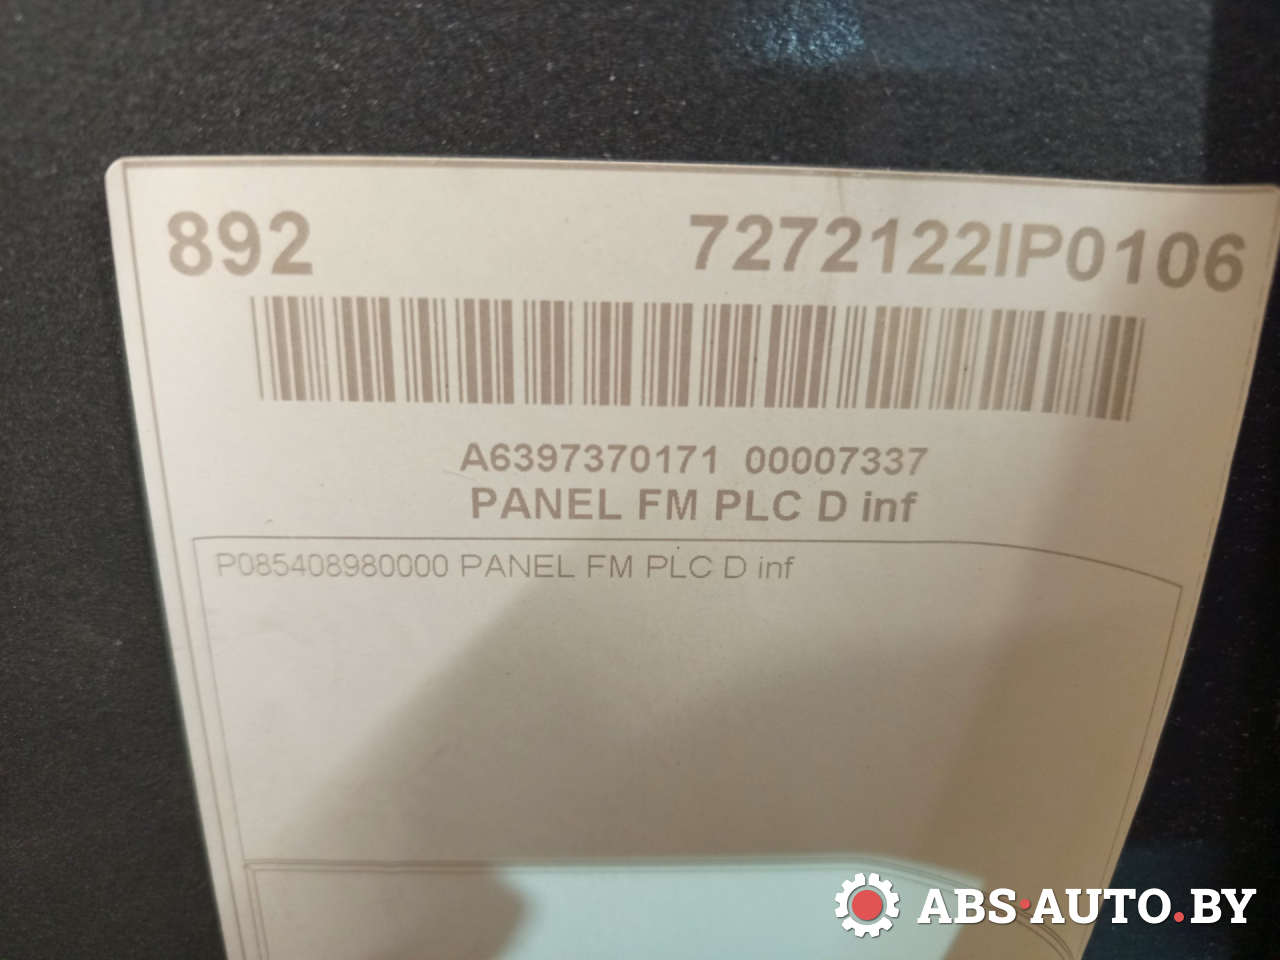 892 7272122IP0106
A6397370171 00007337
PANEL FM PLC D inf
P085408980000 PANEL FM PLC D inf
ABS·AUTO.BY